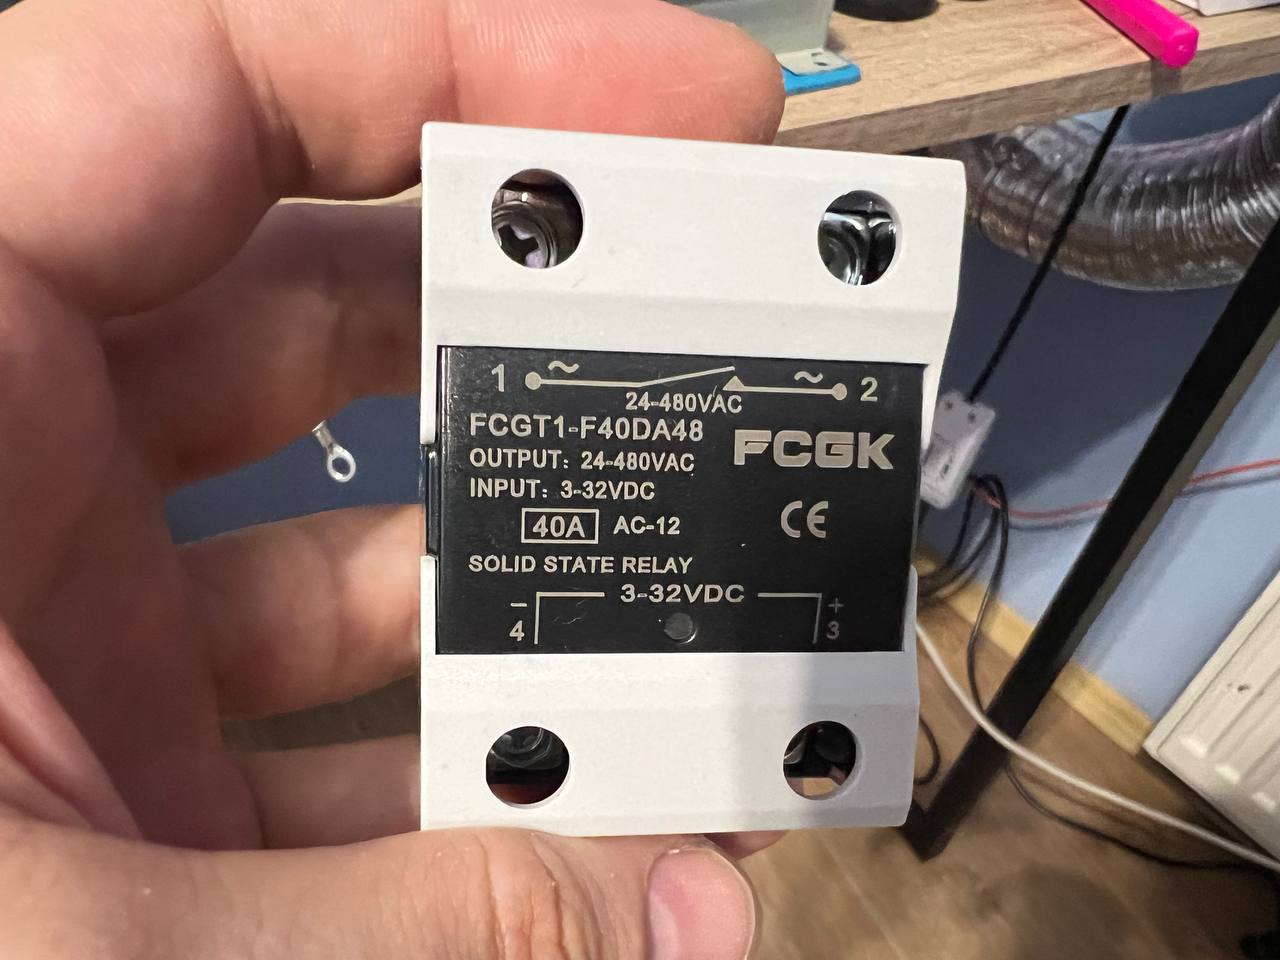 1 ~ ~ 2
24-480VAC
FCGT1-F40DA48
FCGK
OUTPUT: 24-480VAC
INPUT: 3-32VDC
40A AC-12
CE
SOLID STATE RELAY
3-32VDC
− +
4 3